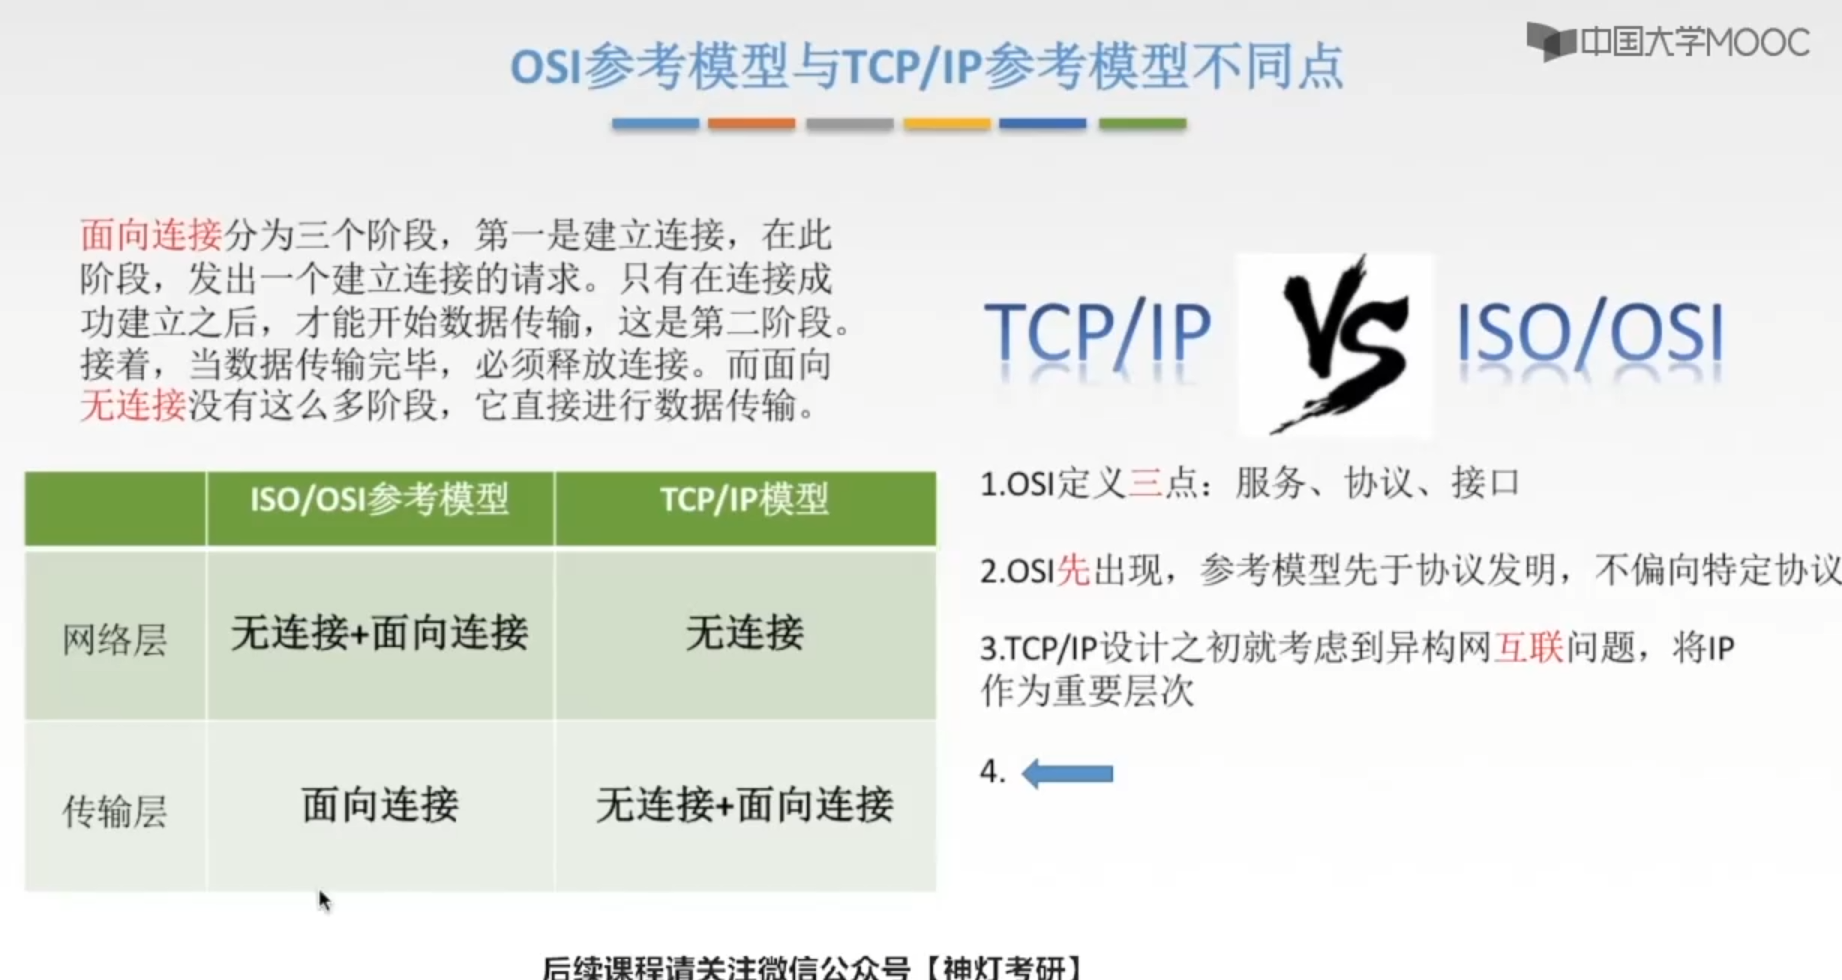 中国大学MOOC
OSI参考模型与TCP/IP参考模型不同点
面向连接分为三个阶段，第一是建立连接，在此
阶段，发出一个建立连接的请求。只有在连接成
功建立之后，才能开始数据传输，这是第二阶段。
接着，当数据传输完毕，必须释放连接。而面向
无连接没有这么多阶段，它直接进行数据传输。
ISO/OSI参考模型 TCP/IP模型
网络层 无连接+面向连接 无连接
传输层 面向连接 无连接+面向连接
TCP/IP VS ISO/OSI
1.OSI定义三点：服务、协议、接口
2.OSI先出现，参考模型先于协议发明，不偏向特定协议
3.TCP/IP设计之初就考虑到异构网互联问题，将IP
作为重要层次
4.
后续课程请关注微信公众号【神灯考研】